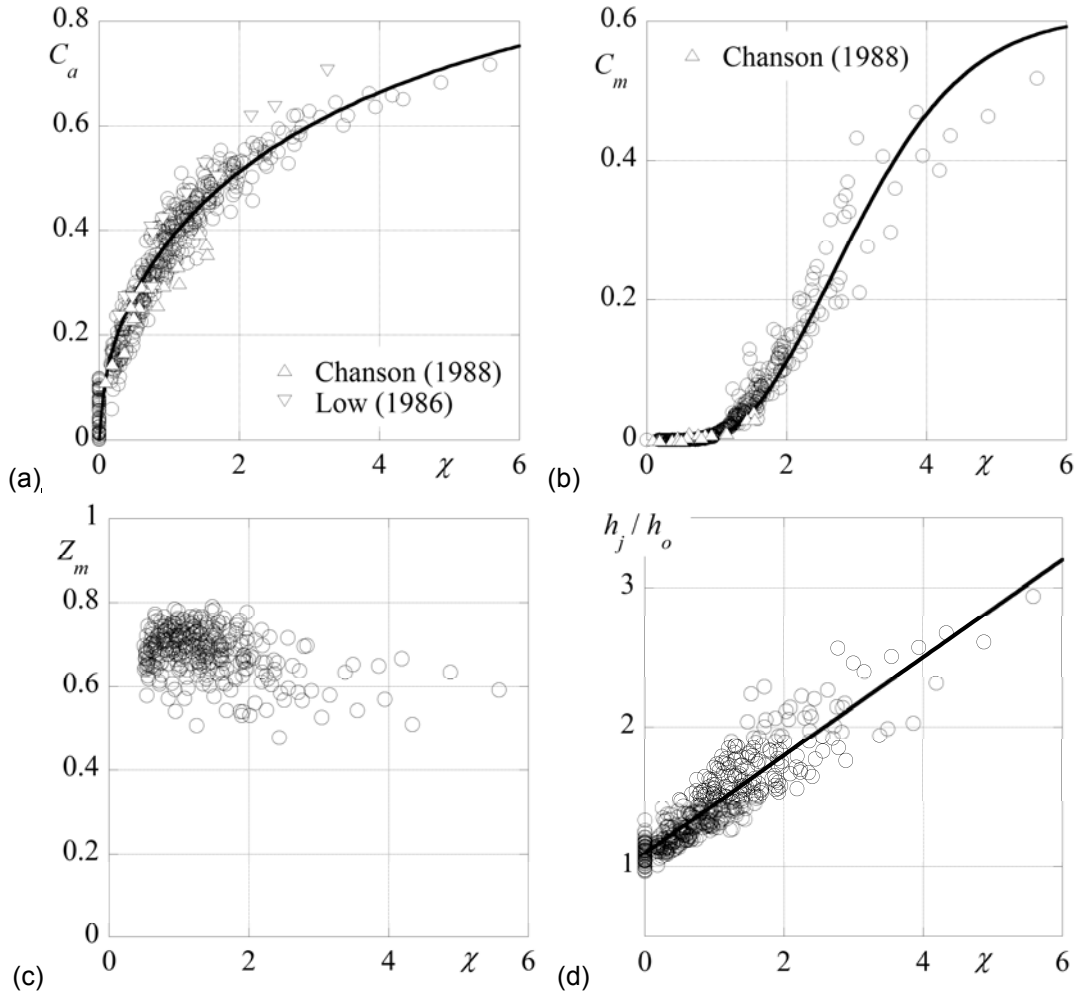 0.8
C_a
0.6
0.4
0.2
0
0 2 4 χ 6
Chanson (1988)
Low (1986)
(a)
0.6
C_m
0.4
0.2
0
0 2 4 χ 6
Chanson (1988)
(b)
1
Z_m
0.8
0.6
0.4
0.2
0
0 2 4 χ 6
(c)
h_j / h_o
3
2
1
0 2 4 χ 6
(d)